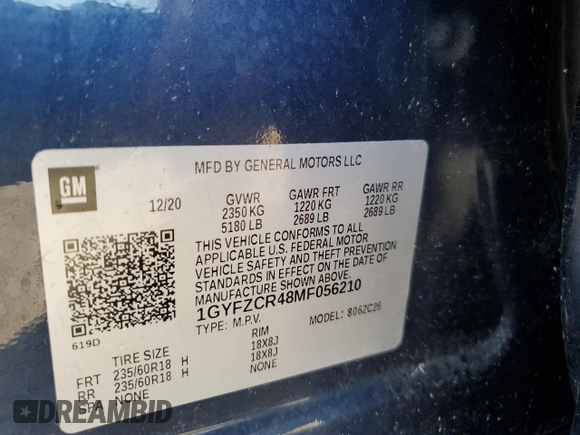 MFD BY GENERAL MOTORS LLC
GM
12/20
GVWR GAWR FRT GAWR RR
2350 KG 1220 KG 1220 KG
5180 LB 2689 LB 2689 LB
THIS VEHICLE CONFORMS TO ALL
APPLICABLE U.S. FEDERAL MOTOR
VEHICLE SAFETY AND THEFT PREVENTION
STANDARDS IN EFFECT ON THE DATE OF
MANUFACTURE SHOWN ABOVE.
1GYFZCR48MF056210
TYPE: M.P.V. MODEL: 806ZC26
619D
TIRE SIZE RIM
FRT 235/60R18 H 18X8J
RR 235/60R18 H 18X8J
SP NONE NONE
DREAMBID